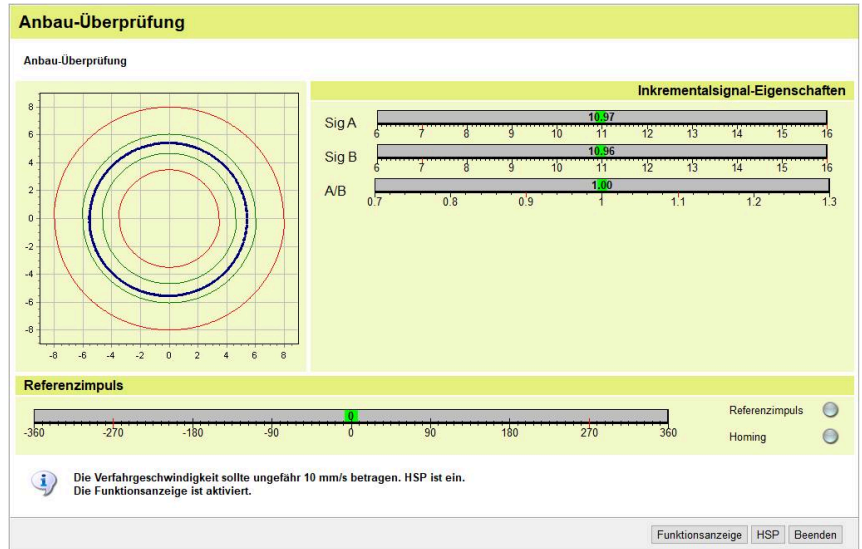 Anbau-Überprüfung
Anbau-Überprüfung
Inkrementalsignal-Eigenschaften
8
6
4
2
0
-2
-4
-6
-8
-8 -6 -4 -2 0 2 4 6 8
Sig A
10.97
6 7 8 9 10 11 12 13 14 15 16
Sig B
10.96
6 7 8 9 10 11 12 13 14 15 16
A/B
1.00
0.7 0.8 0.9 1 1.1 1.2 1.3
Referenzimpuls
0
-360 -270 -180 -90 0 90 180 270 360
Referenzimpuls
Homing
Die Verfahrgeschwindigkeit sollte ungefähr 10 mm/s betragen. HSP ist ein.
Die Funktionsanzeige ist aktiviert.
Funktionsanzeige HSP Beenden